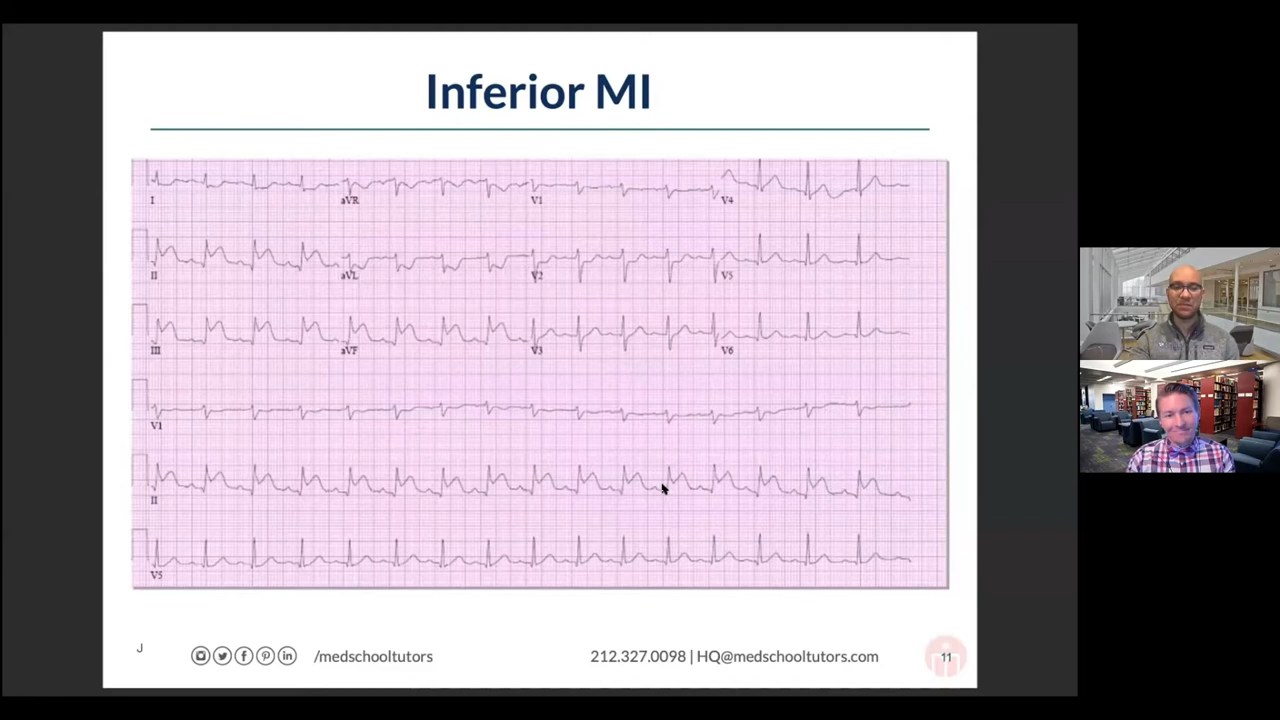 Inferior MI
I aVR V1 V4
II aVL V2 V5
III aVF V3 V6
V1
II
V5
J
/medschooltutors
212.327.0098 | HQ@medschooltutors.com
11